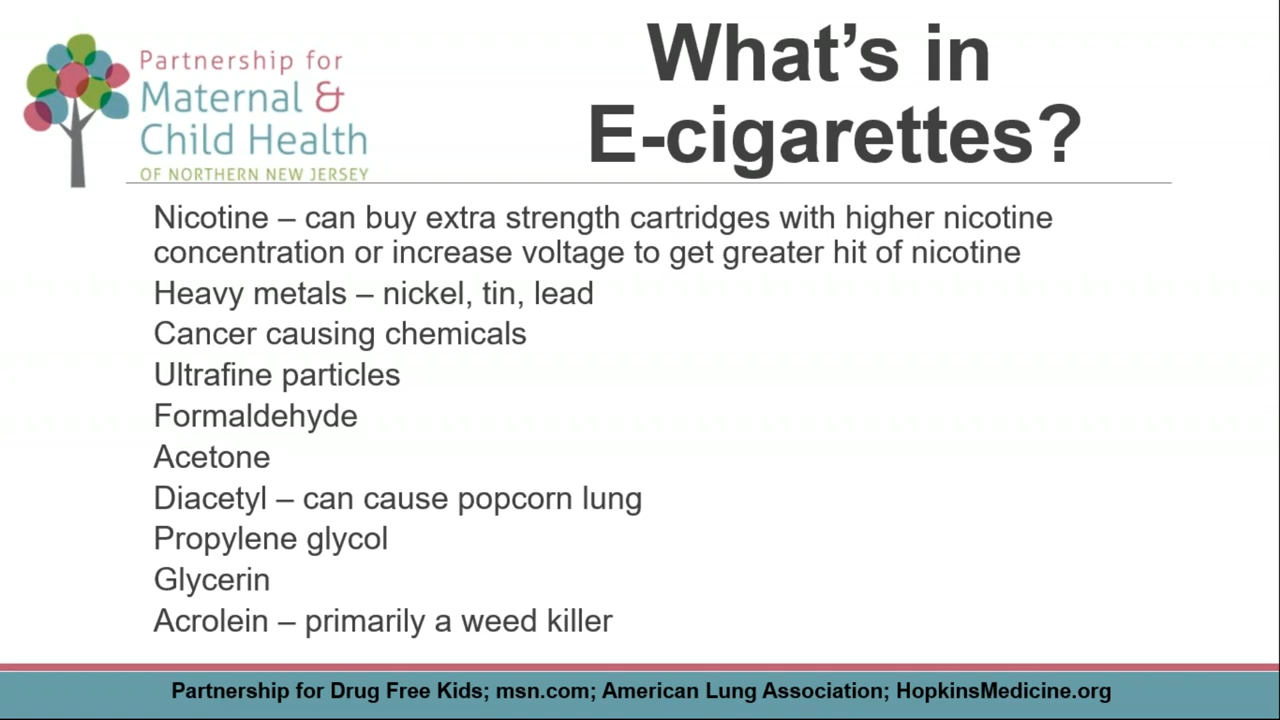 Partnership for
Maternal &
Child Health
OF NORTHERN NEW JERSEY
What's in
E-cigarettes?
Nicotine – can buy extra strength cartridges with higher nicotine
concentration or increase voltage to get greater hit of nicotine
Heavy metals – nickel, tin, lead
Cancer causing chemicals
Ultrafine particles
Formaldehyde
Acetone
Diacetyl – can cause popcorn lung
Propylene glycol
Glycerin
Acrolein – primarily a weed killer
Partnership for Drug Free Kids; msn.com; American Lung Association; HopkinsMedicine.org